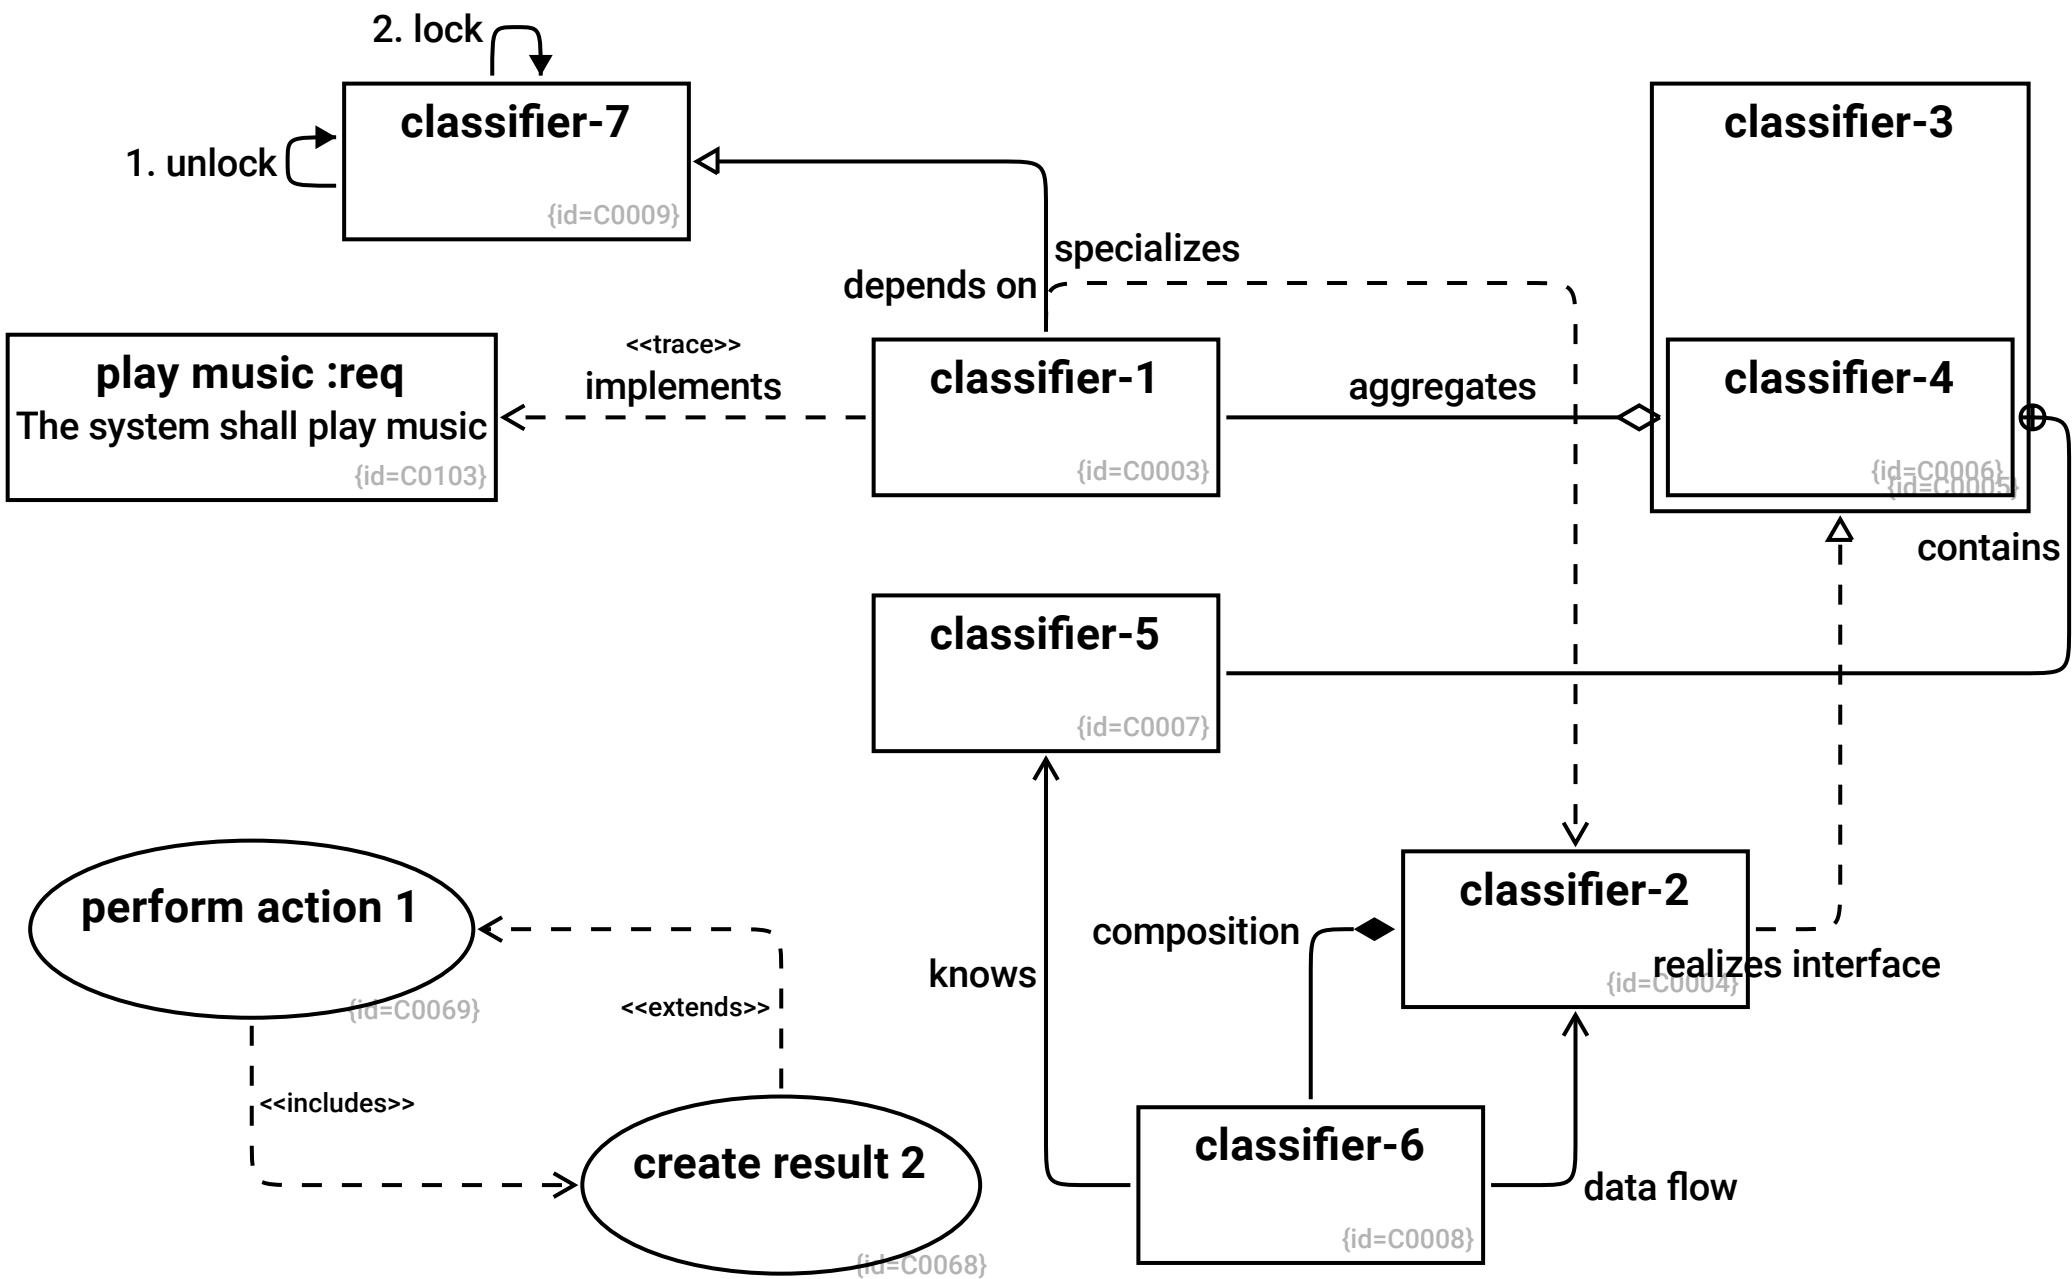 2. lock
classifier-7
1. unlock
{id=C0009}
classifier-3
specializes
depends on
<<trace>>
implements
play music :req
The system shall play music
{id=C0103}
classifier-1
{id=C0003}
aggregates
classifier-4
{id=C0006}
{id=C0005}
contains
classifier-5
{id=C0007}
perform action 1
{id=C0069}
<<extends>>
<<includes>>
create result 2
{id=C0068}
knows
composition
classifier-2
realizes interface
{id=C0004}
classifier-6
{id=C0008}
data flow